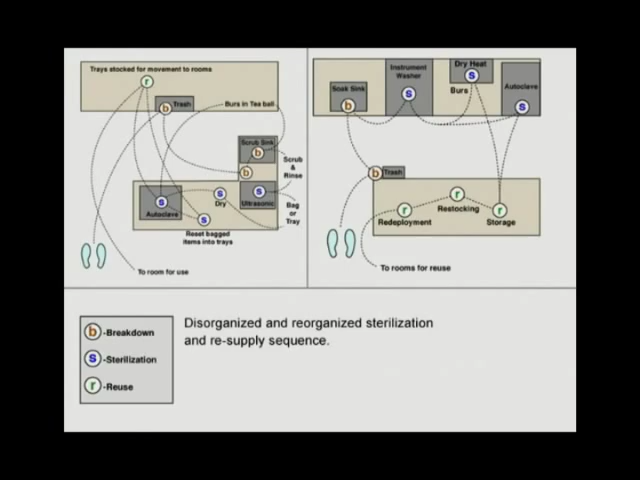 Trays stocked for movement to rooms
r
b
Trash
Burs in Tea ball
Scrub Sink
b
b
Scrub
&
Rinse
s
Ultrasonic
s
Autoclave
s
Dry
s
Bag
or
Tray
Reset bagged
items into trays
To room for use
Soak Sink
b
Instrument
Washer
s
Dry Heat
s
Burs
Autoclave
s
b
Trash
r
Redeployment
r
Restocking
r
Storage
To rooms for reuse
b -Breakdown
s -Sterilization
r -Reuse
Disorganized and reorganized sterilization
and re-supply sequence.